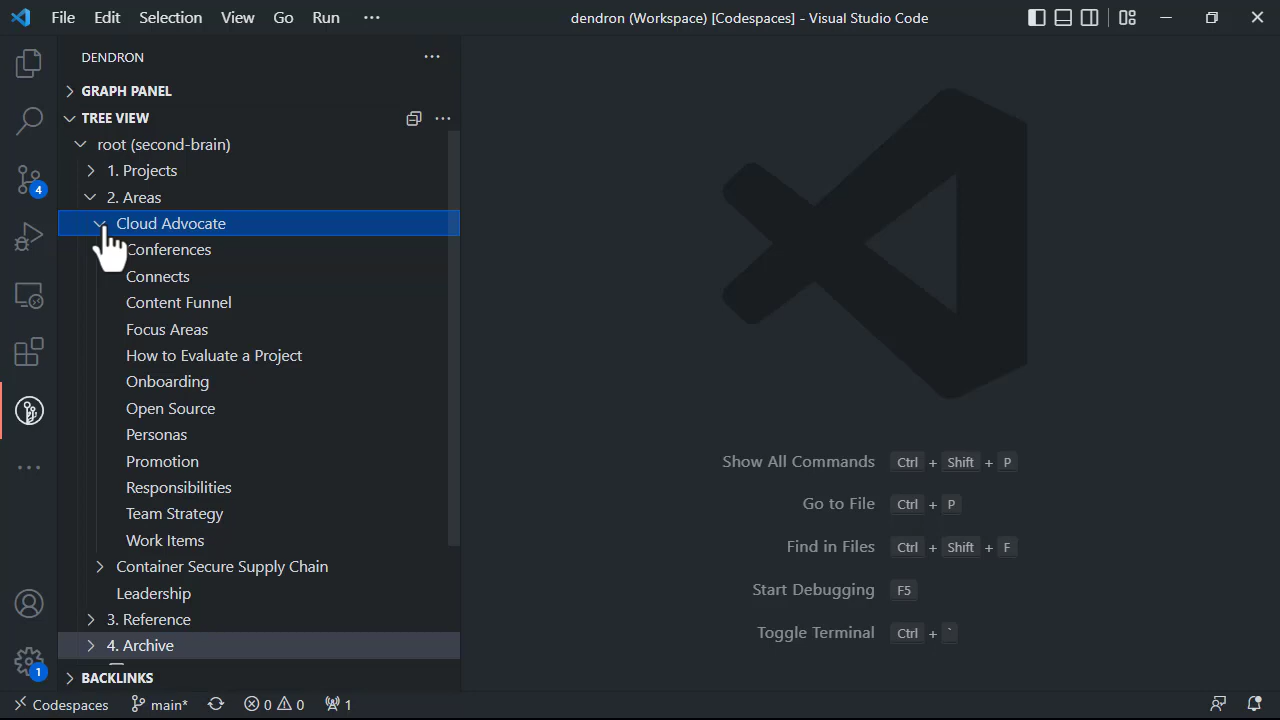 File Edit Selection View Go Run ··· dendron (Workspace) [Codespaces] - Visual Studio Code
DENDRON ···
GRAPH PANEL
TREE VIEW ···
root (second-brain)
1. Projects
2. Areas
Cloud Advocate
Conferences
Connects
Content Funnel
Focus Areas
How to Evaluate a Project
Onboarding
Open Source
Personas
Promotion
Responsibilities
Team Strategy
Work Items
Container Secure Supply Chain
Leadership
3. Reference
4. Archive
BACKLINKS
4
1
Show All Commands Ctrl + Shift + P
Go to File Ctrl + P
Find in Files Ctrl + Shift + F
Start Debugging F5
Toggle Terminal Ctrl + `
Codespaces main* 0 0 1